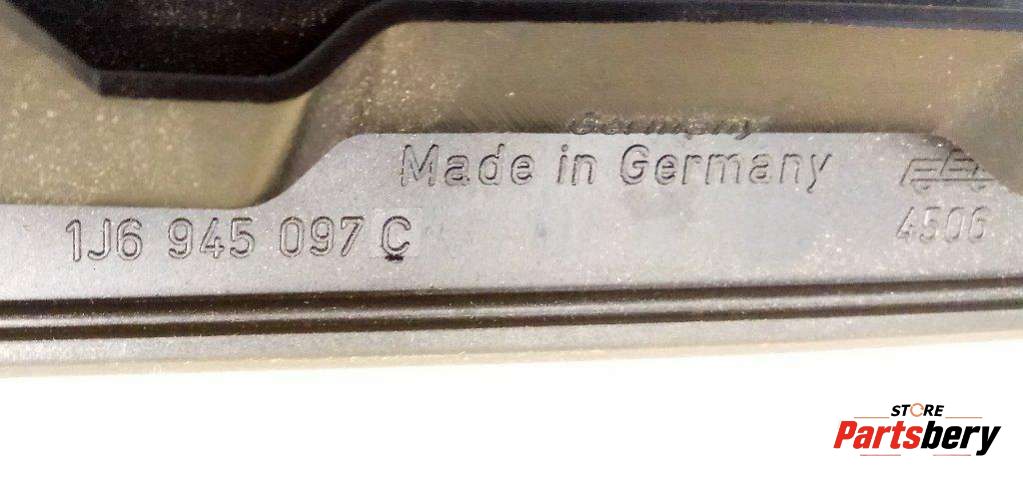 Germany
Made in Germany
1J6 945 097 C
4506
STORE
Partsbery